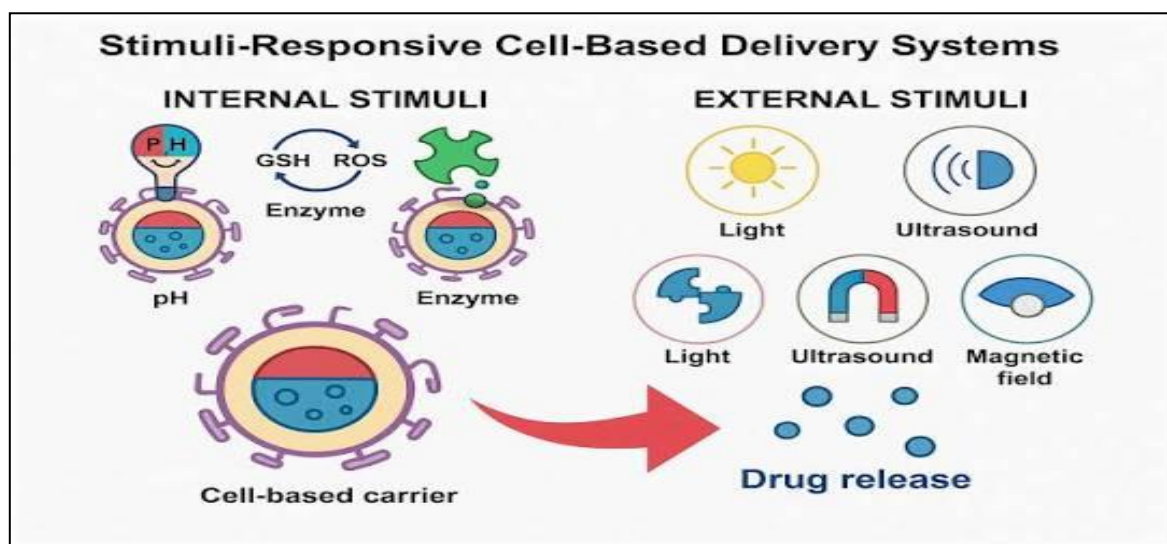 Stimuli-Responsive Cell-Based Delivery Systems
INTERNAL STIMULI
P H
GSH ROS
Enzyme
pH
Enzyme
Cell-based carrier
EXTERNAL STIMULI
Light
Ultrasound
Light
Ultrasound
Magnetic
field
Drug release